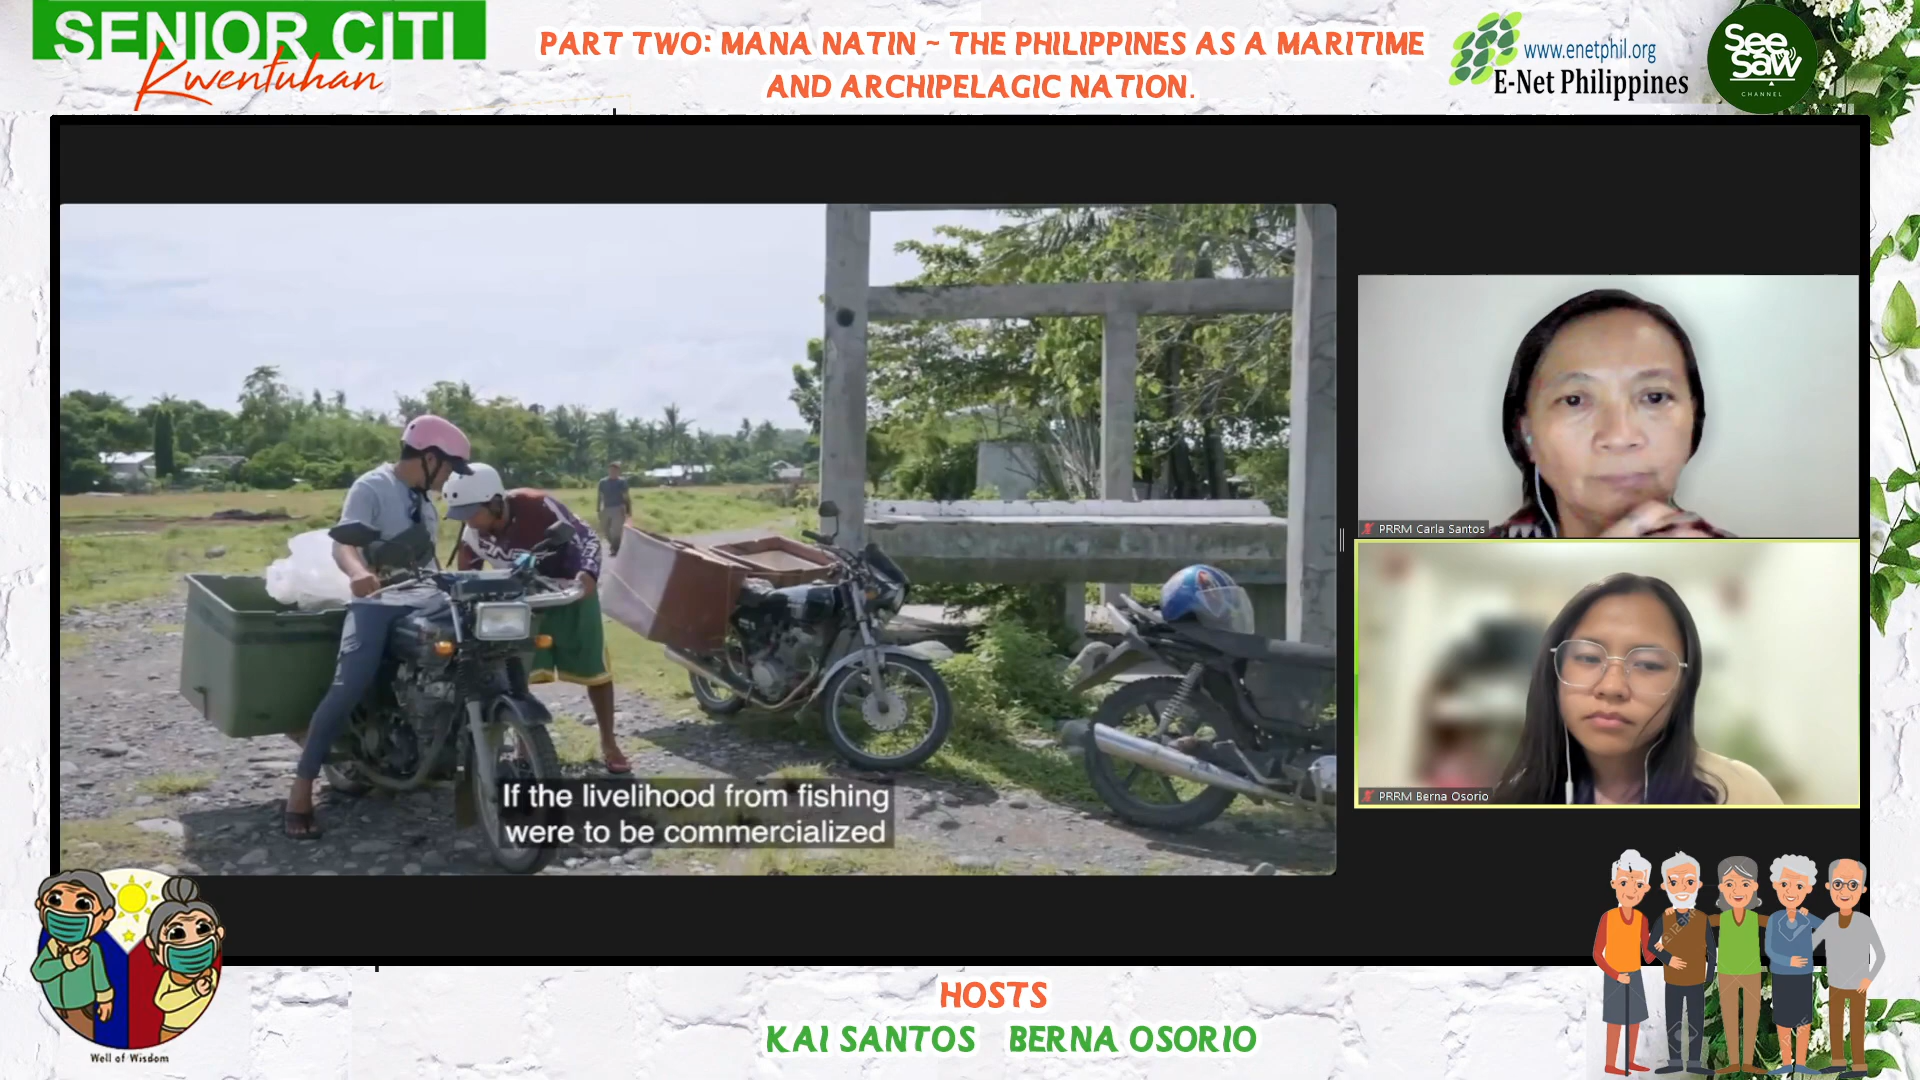 SENIOR CITI
Kwentuhan
PART TWO: MANA NATIN ~ THE PHILIPPINES AS A MARITIME
AND ARCHIPELAGIC NATION.
www.enetphil.org
E-Net Philippines
See
Saw
CHANNEL
PRRM Carla Santos
PRRM Berna Osorio
If the livelihood from fishing
were to be commercialized
Well of Wisdom
HOSTS
KAI SANTOS BERNA OSORIO